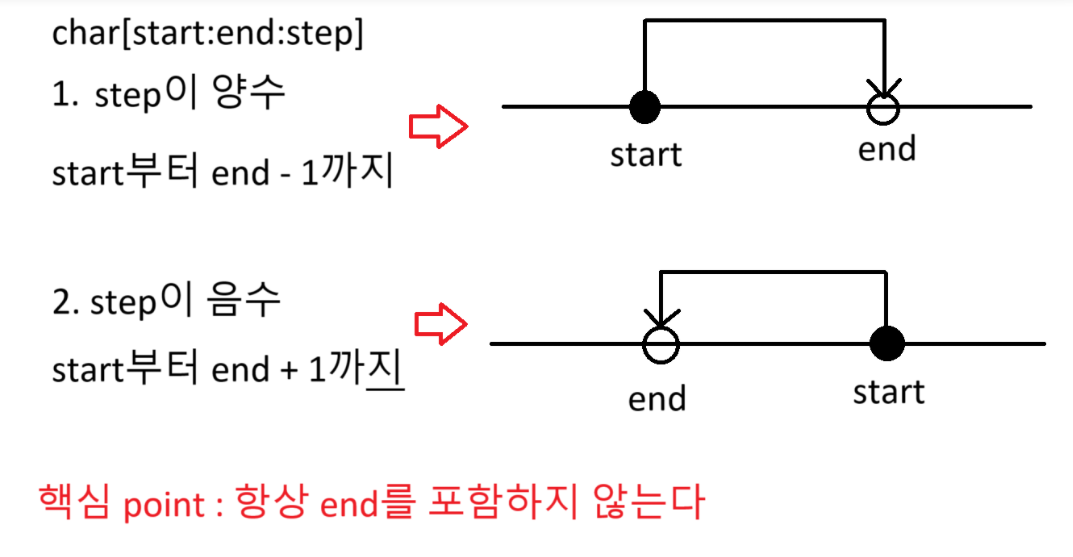 char[start:end:step]
1. step이 양수
start부터 end - 1까지
start
end
2. step이 음수
start부터 end + 1까지
end
start
핵심 point : 항상 end를 포함하지 않는다